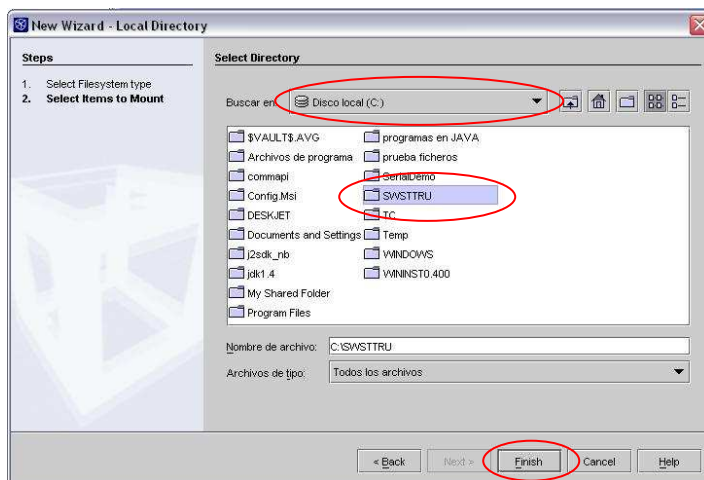 New Wizard - Local Directory
Steps
1. Select Filesystem type
2. Select Items to Mount
Select Directory
Buscar en: Disco local (C:)
$VAULT$.AVG
Archivos de programa
commapi
Config.Msi
DESKJET
Documents and Settings
j2sdk_nb
jdk1.4
My Shared Folder
Program Files
programas en JAVA
prueba ficheros
SerialDemo
SWSTTRU
TC
Temp
WINDOWS
WININST0.400
Nombre de archivo: C:\SWSTTRU
Archivos de tipo: Todos los archivos
< Back Next > Finish Cancel Help